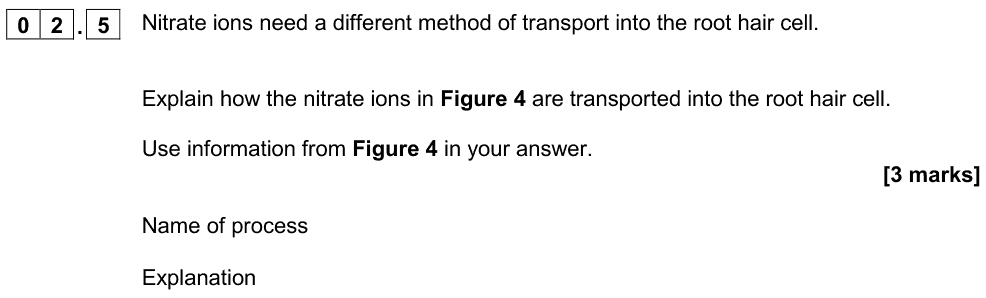 02.5 Nitrate ions need a different method of transport into the root hair cell.
Explain how the nitrate ions in Figure 4 are transported into the root hair cell.
Use information from Figure 4 in your answer.
[3 marks]
Name of process
Explanation